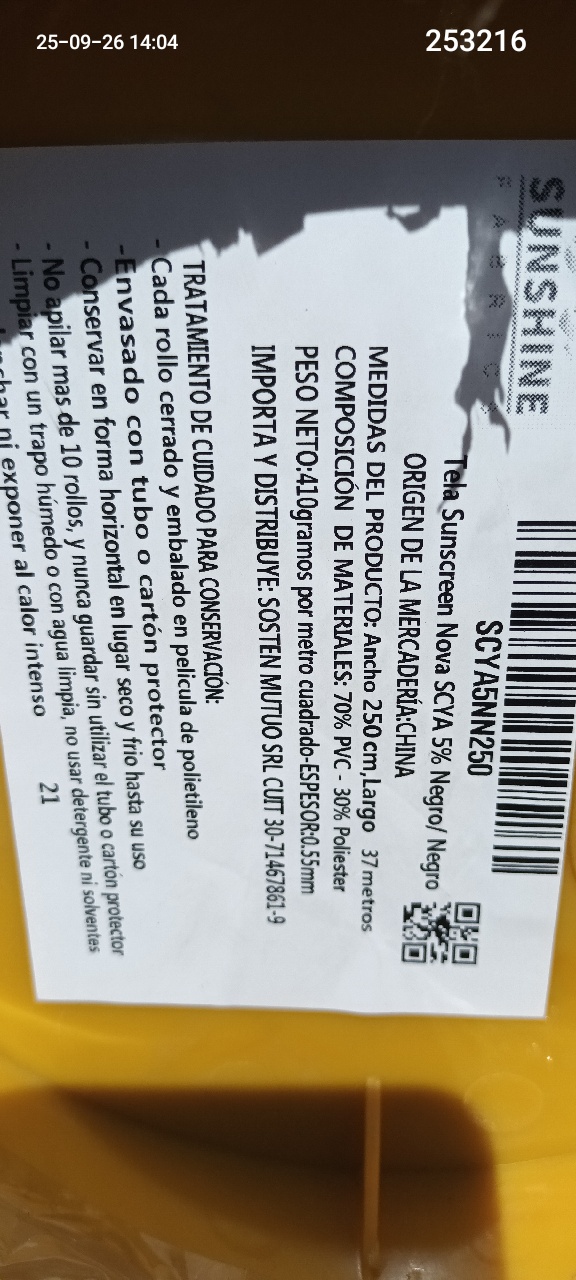 25-09-26 14:04
253216
SUNSHINE
FABRICS
SCYA5NN250
Tela Sunscreen Nova SCYA 5% Negro/ Negro
ORIGEN DE LA MERCADERÍA:CHINA
MEDIDAS DEL PRODUCTO: Ancho 250 cm,Largo 37 metros
COMPOSICIÓN DE MATERIALES: 70% PVC - 30% Poliester
PESO NETO:410gramos por metro cuadrado-ESPESOR:0.55mm
IMPORTA Y DISTRIBUYE: SOSTEN MUTUO SRL CUIT 30-71467861-9
TRATAMIENTO DE CUIDADO PARA CONSERVACIÓN:
- Cada rollo cerrado y embalado en película de polietileno
- Envasado con tubo o cartón protector
- Conservar en forma horizontal en lugar seco y frio hasta su uso
- No apilar mas de 10 rollos, y nunca guardar sin utilizar el tubo o cartón protector
- Limpiar con un trapo húmedo o con agua limpia, no usar detergente ni solventes
ni exponer al calor intenso
21